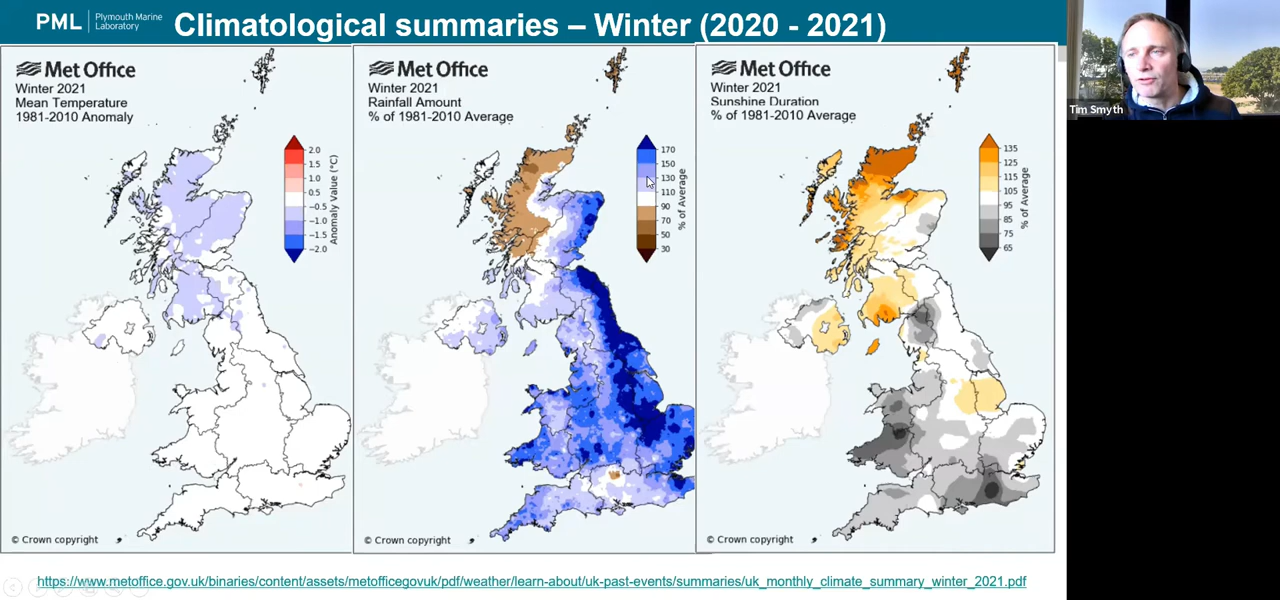 PML | Plymouth Marine
Laboratory
Climatological summaries – Winter (2020 - 2021)
Met Office
Winter 2021
Mean Temperature
1981-2010 Anomaly
2.0
1.5
1.0
0.5
−0.5
−1.0
−1.5
−2.0
Anomaly Value (°C)
© Crown copyright
Met Office
Winter 2021
Rainfall Amount
% of 1981-2010 Average
170
150
130
110
90
70
50
30
% of Average
© Crown copyright
Met Office
Winter 2021
Sunshine Duration
% of 1981-2010 Average
135
125
115
105
95
85
75
65
% of Average
© Crown copyright
https://www.metoffice.gov.uk/binaries/content/assets/metofficegovuk/pdf/weather/learn-about/uk-past-events/summaries/uk_monthly_climate_summary_winter_2021.pdf
Tim Smyth